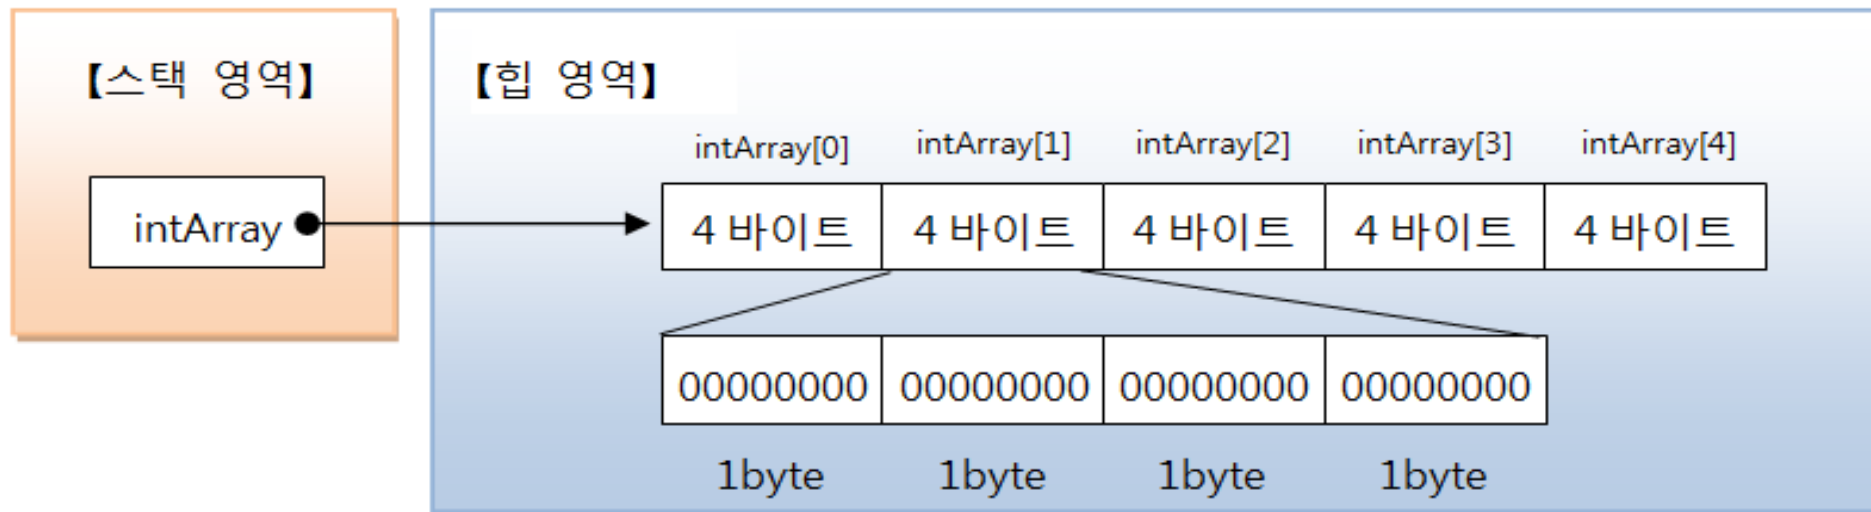 【스택 영역】
intArray
【힙 영역】
intArray[0] intArray[1] intArray[2] intArray[3] intArray[4]
4 바이트 4 바이트 4 바이트 4 바이트 4 바이트
00000000 00000000 00000000 00000000
1byte 1byte 1byte 1byte